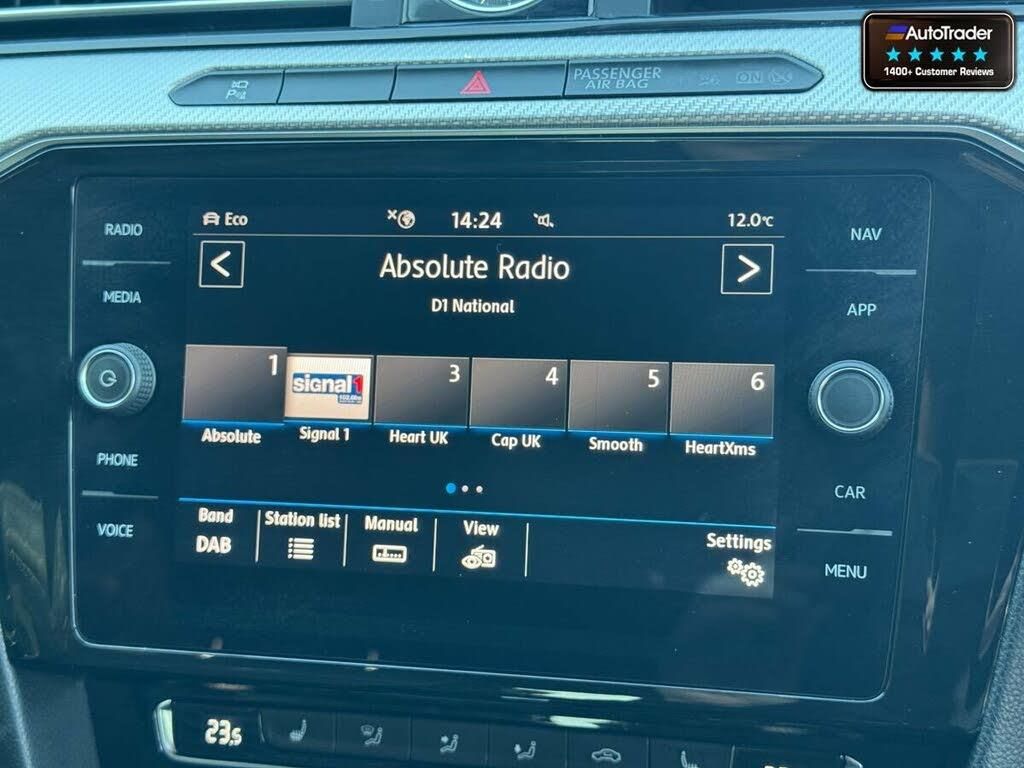 AutoTrader
1400+ Customer Reviews
P
PASSENGER
AIR BAG
ON
RADIO
MEDIA
PHONE
VOICE
NAV
APP
CAR
MENU
Eco
14:24
12.0°C
<
Absolute Radio
>
D1 National
1
signal 1
3
4
5
6
Absolute
Signal 1
Heart UK
Cap UK
Smooth
HeartXms
Band
DAB
Station list
Manual
View
Settings
23.5